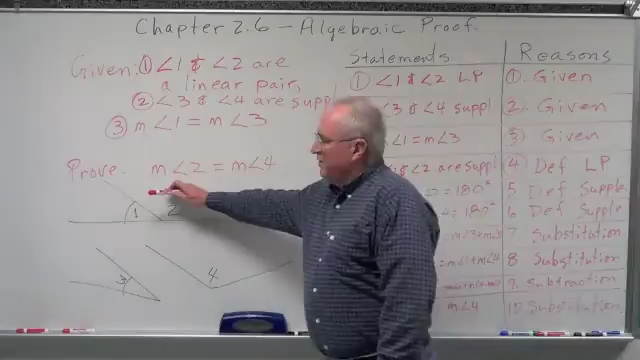 Chapter 2.6 – Algebraic Proof.
Given: ① ∠1 & ∠2 are
a linear pair,
② ∠3 & ∠4 are suppl
③ m∠1 = m∠3
Prove. m∠2 = m∠4
1 2
3 4
Statements
① ∠1 & ∠2 LP
∠3 & ∠4 suppl
∠1 = m∠3
& ∠2 are suppl
= 180°
= 180°
= m∠1 + m∠4
m∠4
Reasons
①. Given
2). Given
3) Given
④ Def LP
5 Def Supple
6 Def Supple
7 Substitution
8 Substitution
9. Subtraction
10. Substitution